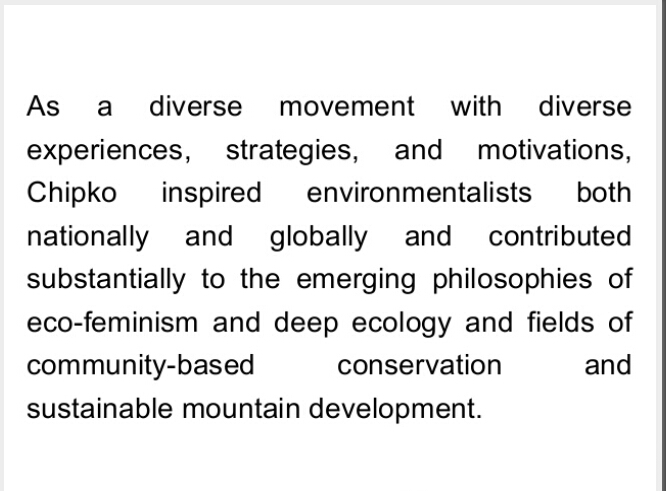 As a diverse movement with diverse
experiences, strategies, and motivations,
Chipko inspired environmentalists both
nationally and globally and contributed
substantially to the emerging philosophies of
eco-feminism and deep ecology and fields of
community-based conservation and
sustainable mountain development.